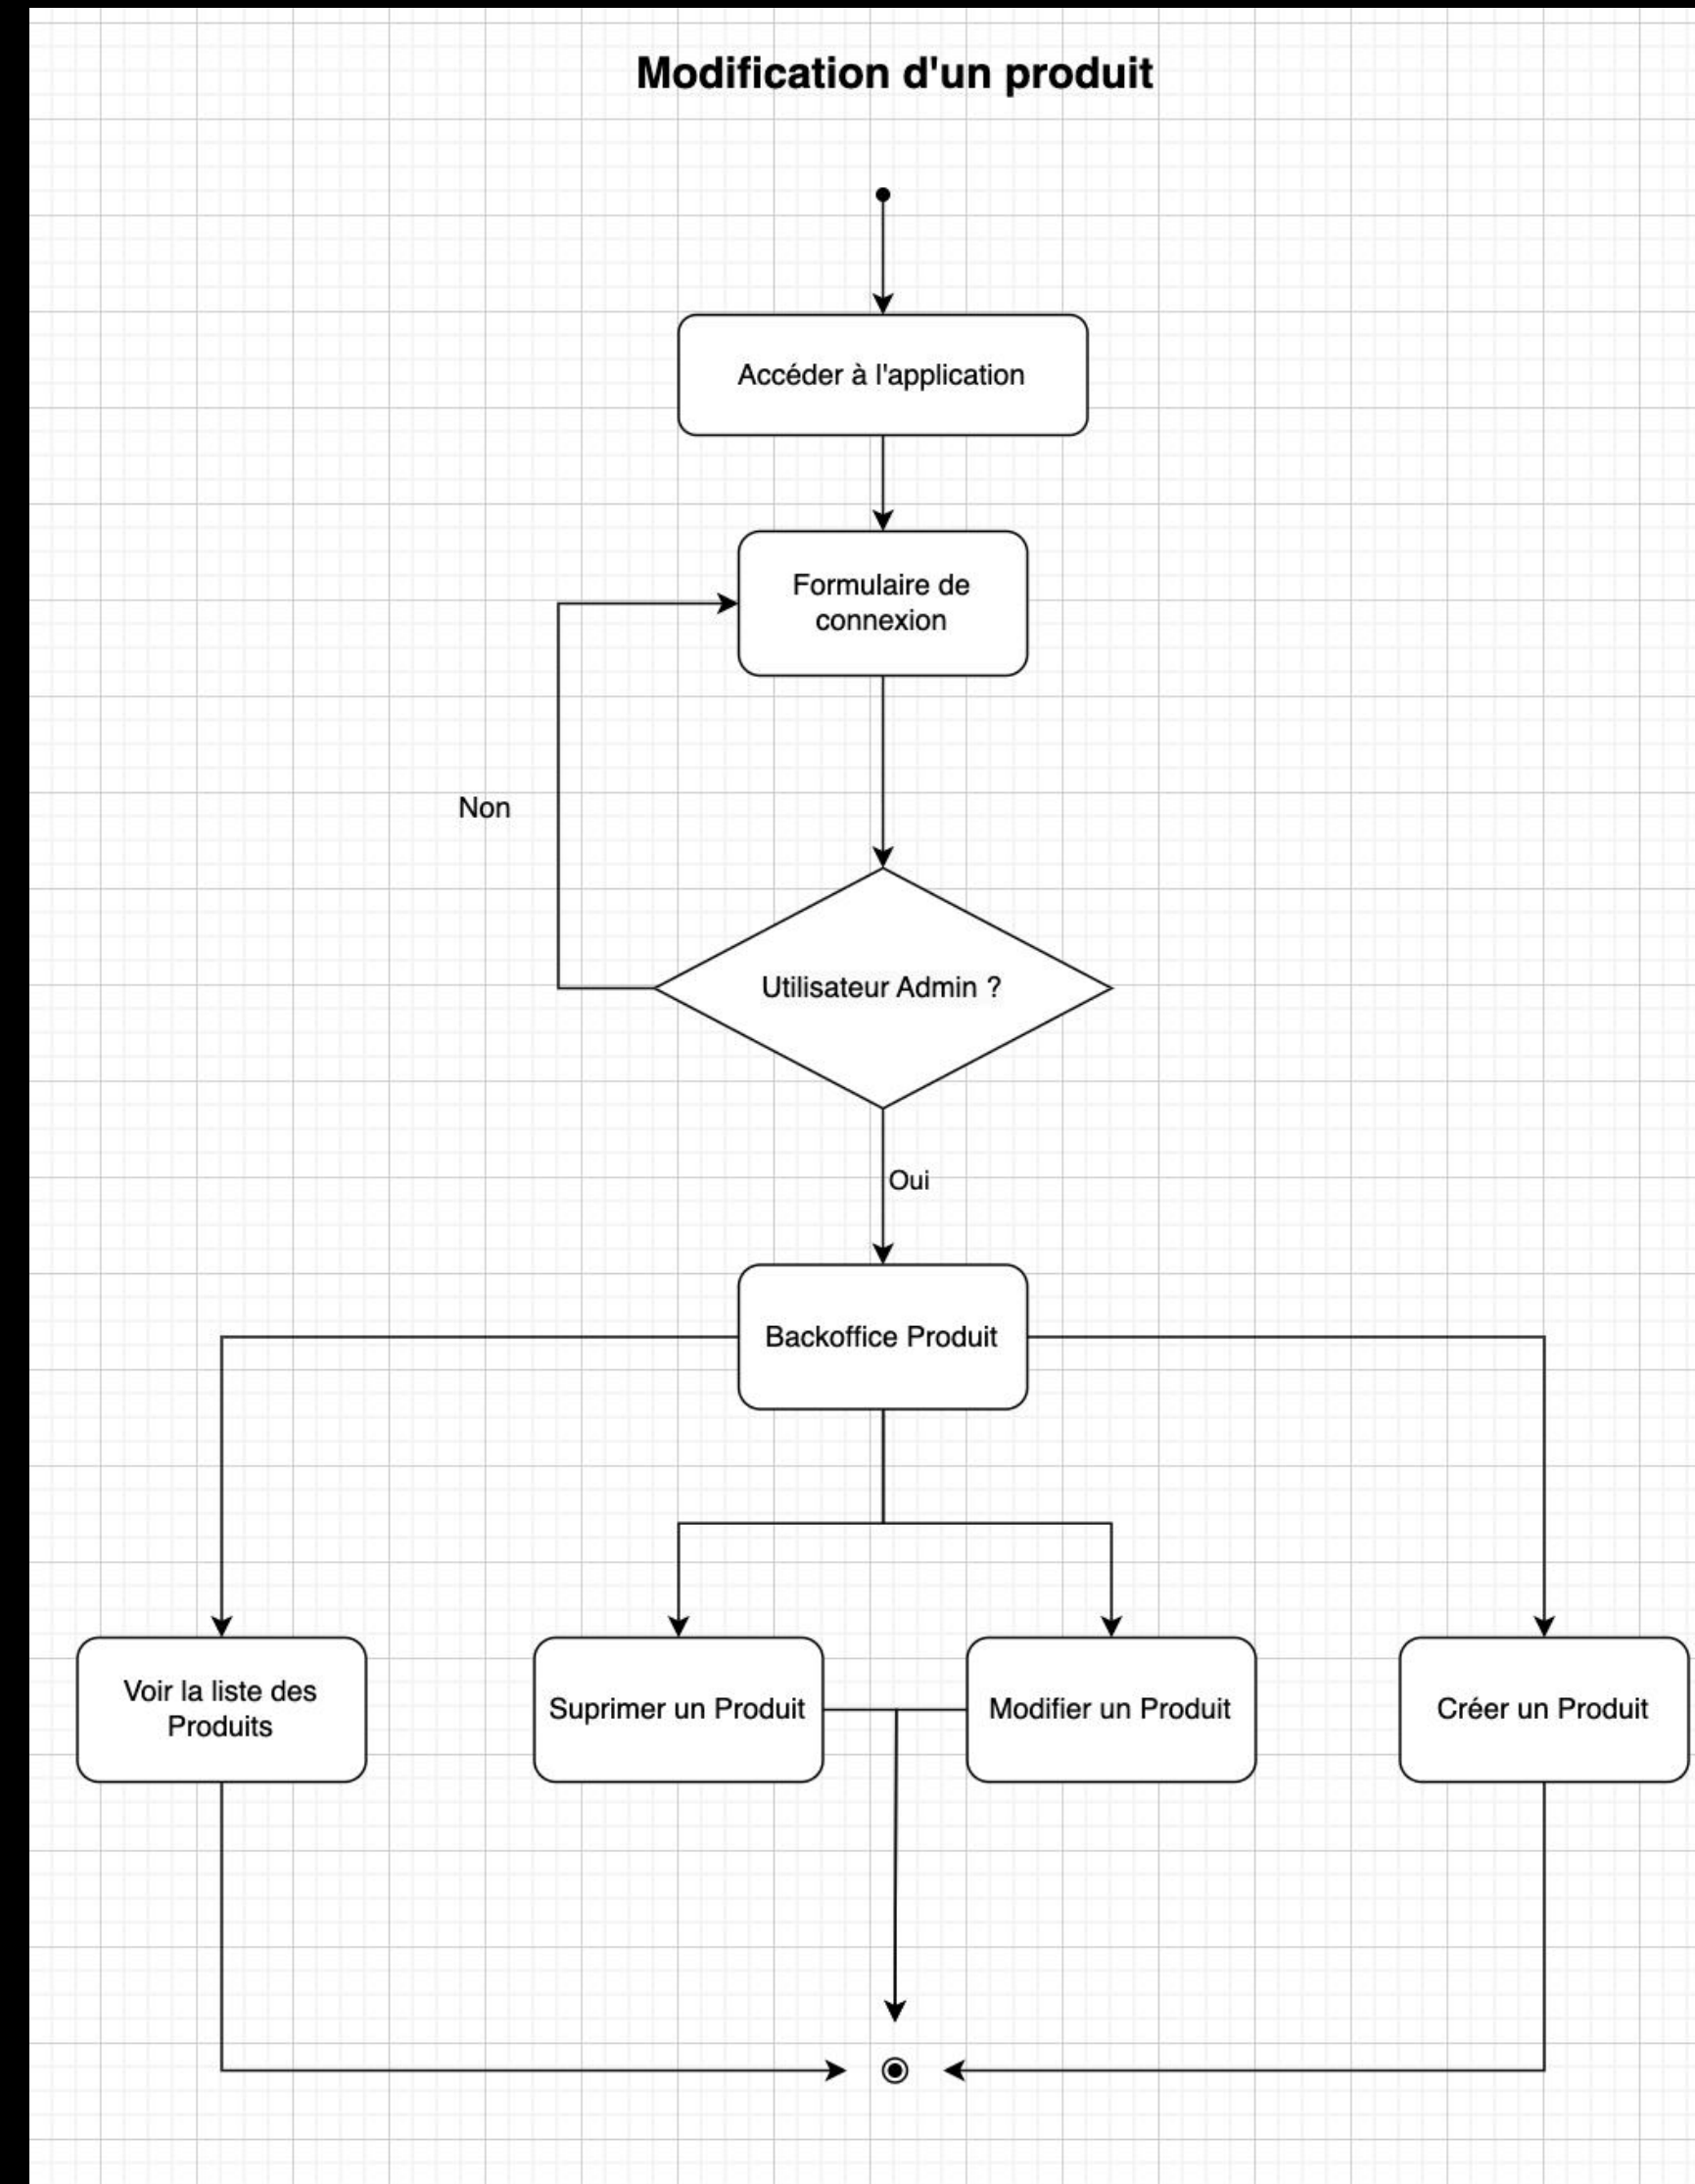 Modification d'un produit
Accéder à l'application
Formulaire de
connexion
Non
Utilisateur Admin ?
Oui
Backoffice Produit
Voir la liste des
Produits
Suprimer un Produit
Modifier un Produit
Créer un Produit